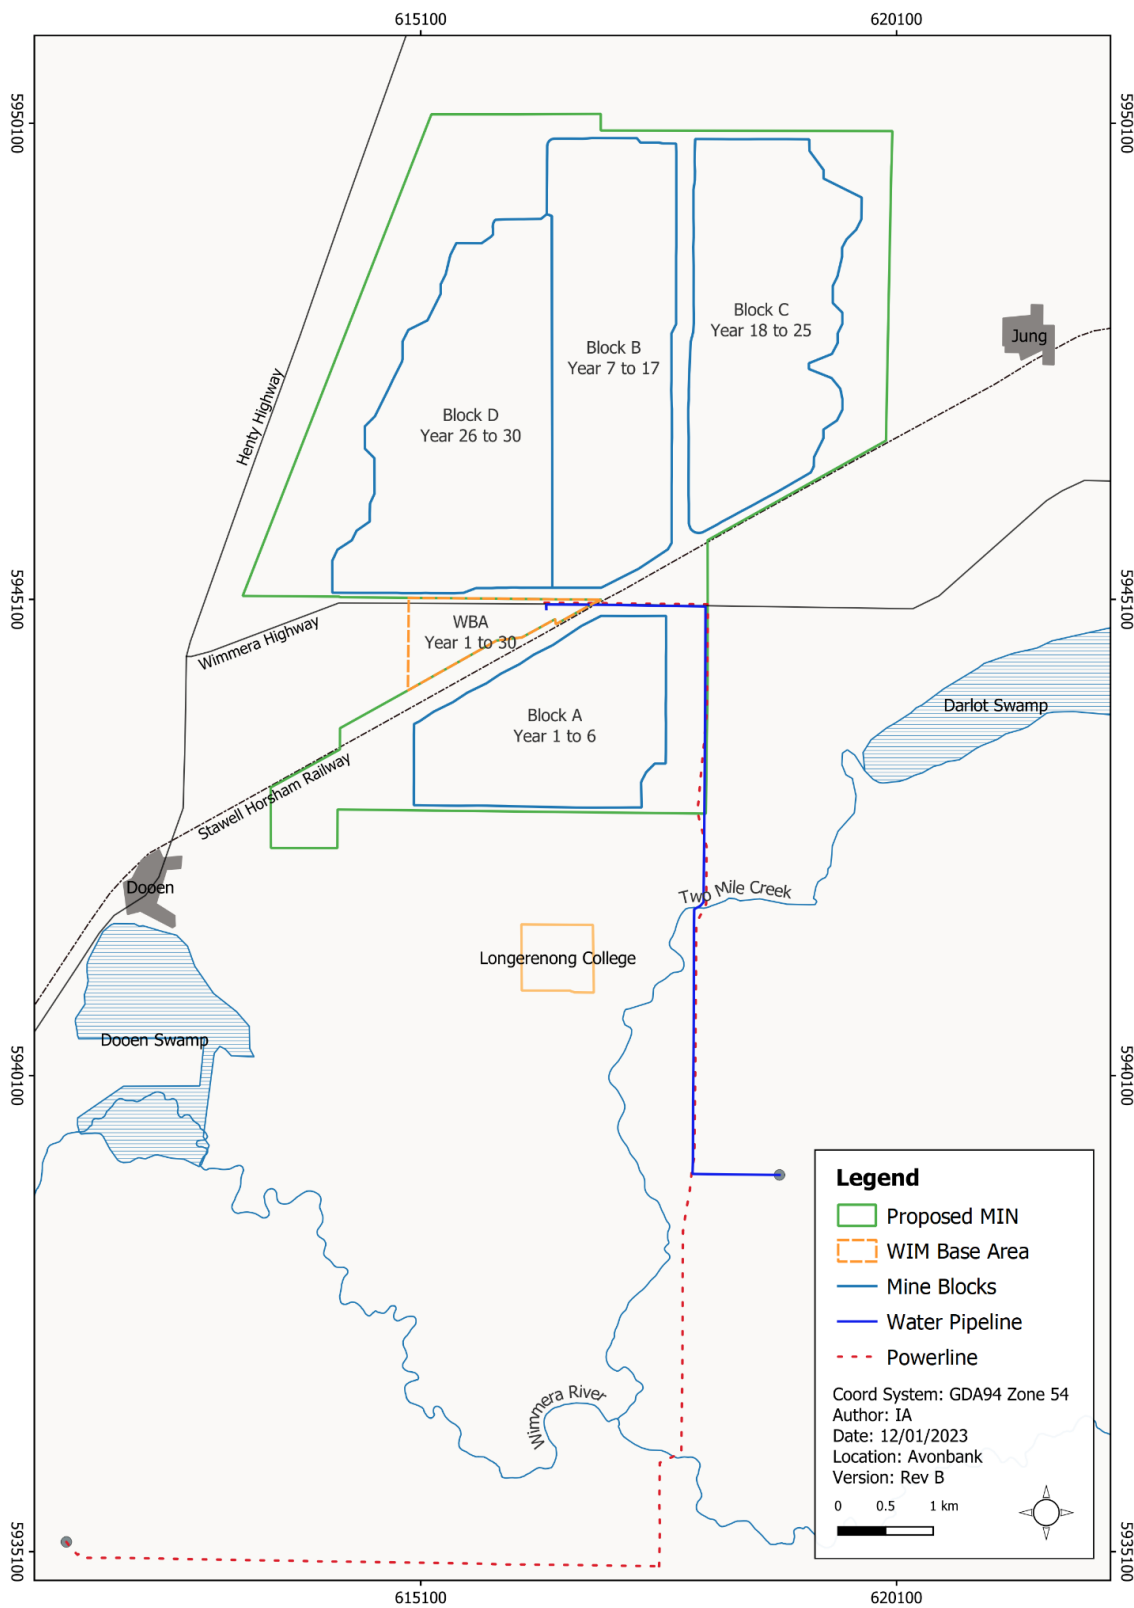 615100
620100
5950100
5950100
Henty Highway
Block C
Year 18 to 25
Jung
Block B
Year 7 to 17
Block D
Year 26 to 30
5945100
5945100
Wimmera Highway
WBA
Year 1 to 30
Darlot Swamp
Block A
Year 1 to 6
Stawell Horsham Railway
Dooen
Two Mile Creek
Longerenong College
Dooen Swamp
5940100
5940100
Legend
Proposed MIN
WIM Base Area
Mine Blocks
Water Pipeline
Powerline
Wimmera River
Coord System: GDA94 Zone 54
Author: IA
Date: 12/01/2023
Location: Avonbank
Version: Rev B
0 0.5 1 km
5935100
5935100
615100
620100